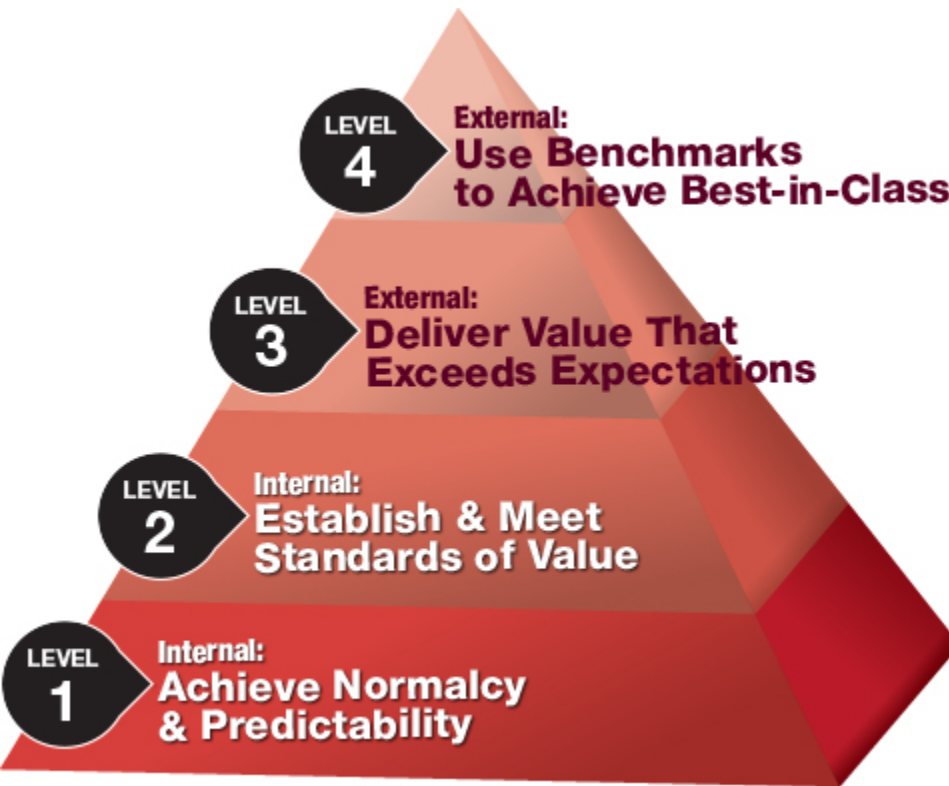 LEVEL
4
External:
Use Benchmarks
to Achieve Best-in-Class
LEVEL
3
External:
Deliver Value That
Exceeds Expectations
LEVEL
2
Internal:
Establish & Meet
Standards of Value
LEVEL
1
Internal:
Achieve Normalcy
& Predictability